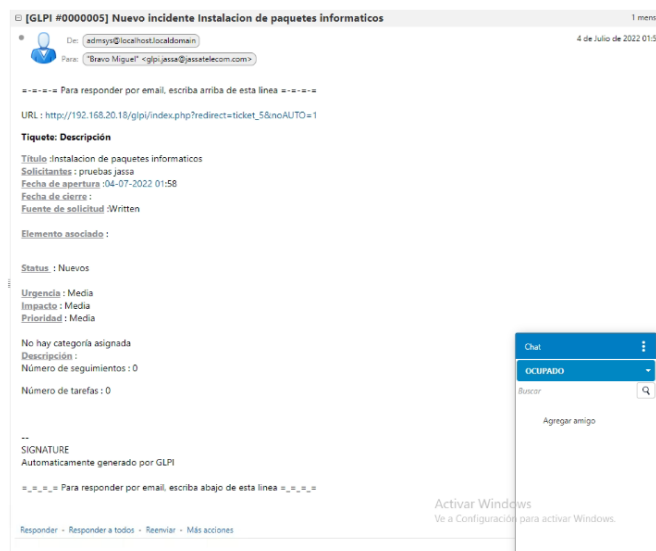 [GLPI #0000005] Nuevo incidente Instalacion de paquetes informaticos
1 mens
De: admsys@localhost.localdomain
4 de Julio de 2022 01:5
Para: "Bravo Miguel" <glpi.jassa@jassatelecom.com>
=-=-=-= Para responder por email, escriba arriba de esta linea =-=-=-=
URL : http://192.168.20.18/glpi/index.php?redirect=ticket_5&noAUTO=1
Tiquete: Descripción
Título :Instalacion de paquetes informaticos
Solicitantes : pruebas jassa
Fecha de apertura :04-07-2022 01:58
Fecha de cierre :
Fuente de solicitud :Written
Elemento asociado :
Status : Nuevos
Urgencia : Media
Impacto : Media
Prioridad : Media
No hay categoría asignada
Descripción :
Número de seguimientos : 0
Número de tarefas : 0
--
SIGNATURE
Automaticamente generado por GLPI
=_=_=_= Para responder por email, escriba abajo de esta linea =_=_=_=
Responder - Responder a todos - Reenviar - Más acciones
Chat
OCUPADO
Buscar
Agregar amigo
Activar Windows
Ve a Configuración para activar Windows.